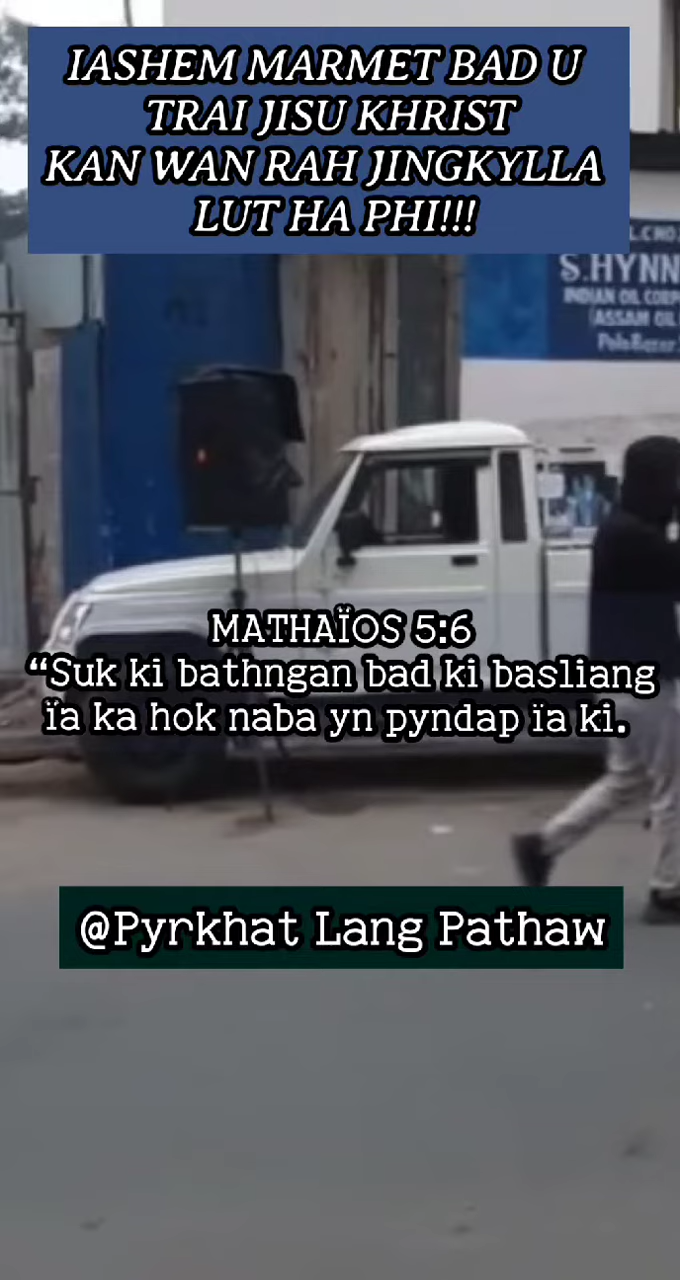 IASHEM MARMET BAD U
TRAI JISU KHRIST
KAN WAN RAH JINGKYLLA
LUT HA PHI!!!
S.HYNN
INDIAN OIL
ASSAM OIL
Polo Bazar
MATHAÏOS 5:6
“Suk ki bathngan bad ki basliang
ïa ka hok naba yn pyndap ïa ki.
@Pyrkhat Lang Pathaw